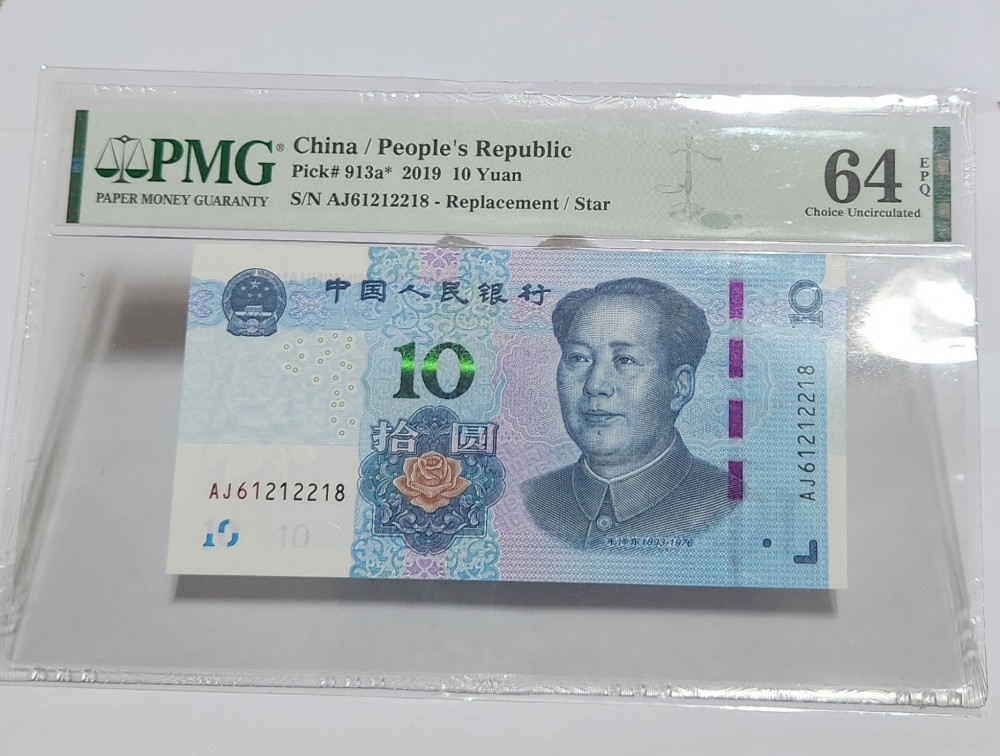 PMG®
PAPER MONEY GUARANTY
China / People's Republic
Pick# 913a* 2019 10 Yuan
S/N AJ61212218 - Replacement / Star
64
EPQ
Choice Uncirculated
中国人民银行
10
10
拾圆
AJ61212218
AJ61212218
10
10
毛泽东1893-1976